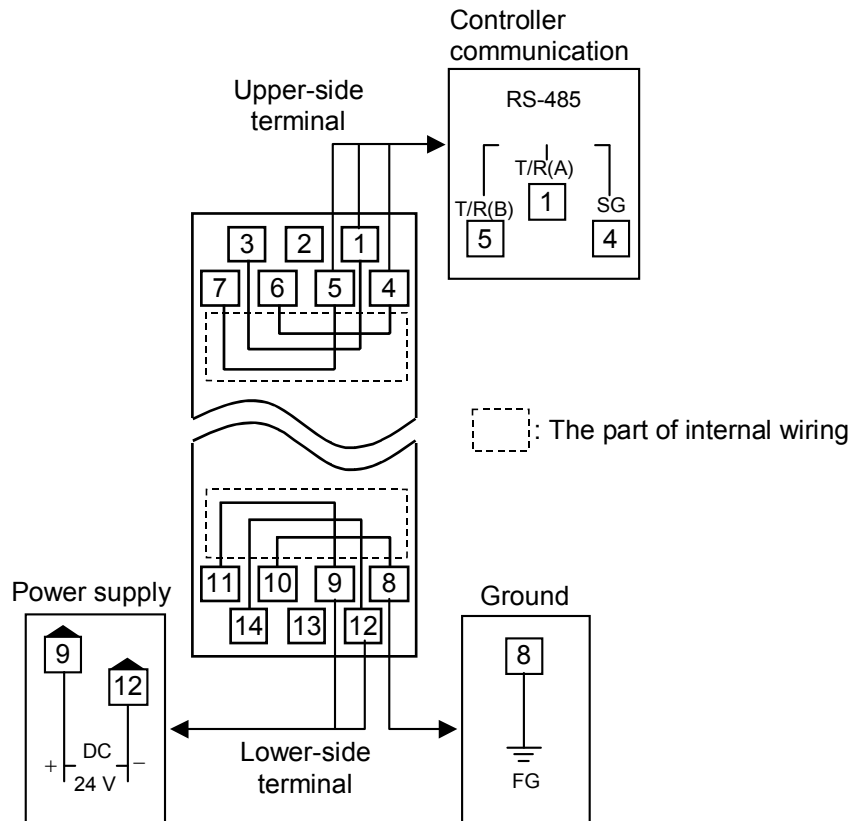 Controller
communication
RS-485
T/R(A)
1
T/R(B)
5
SG
4
Upper-side
terminal
3 2 1
7 6 5 4
: The part of internal wiring
11 10 9 8
14 13 12
Power supply
9
12
+ DC −
24 V
Lower-side
terminal
Ground
8
FG